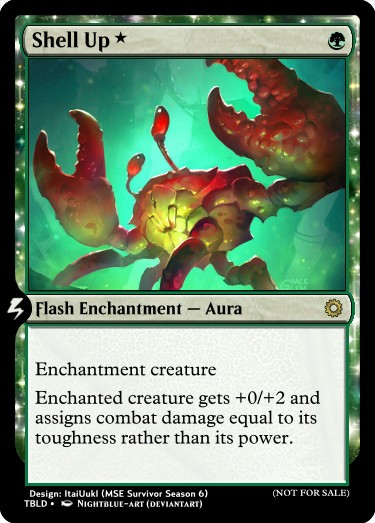 Shell Up ★
Flash Enchantment — Aura
Enchantment creature
Enchanted creature gets +0/+2 and
assigns combat damage equal to its
toughness rather than its power.
Design: ItaiUukl (MSE Survivor Season 6)
(NOT FOR SALE)
TBLD • Nightblue-art (deviantart)